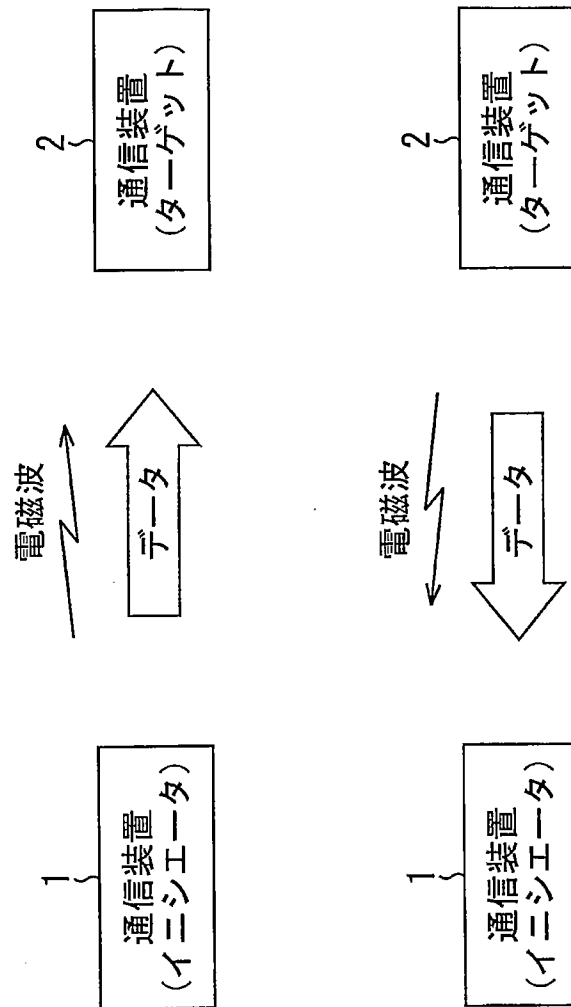 1
通信装置
(イニシエータ)
電磁波
データ
2
通信装置
(ターゲット)
1
通信装置
(イニシエータ)
電磁波
データ
2
通信装置
(ターゲット)